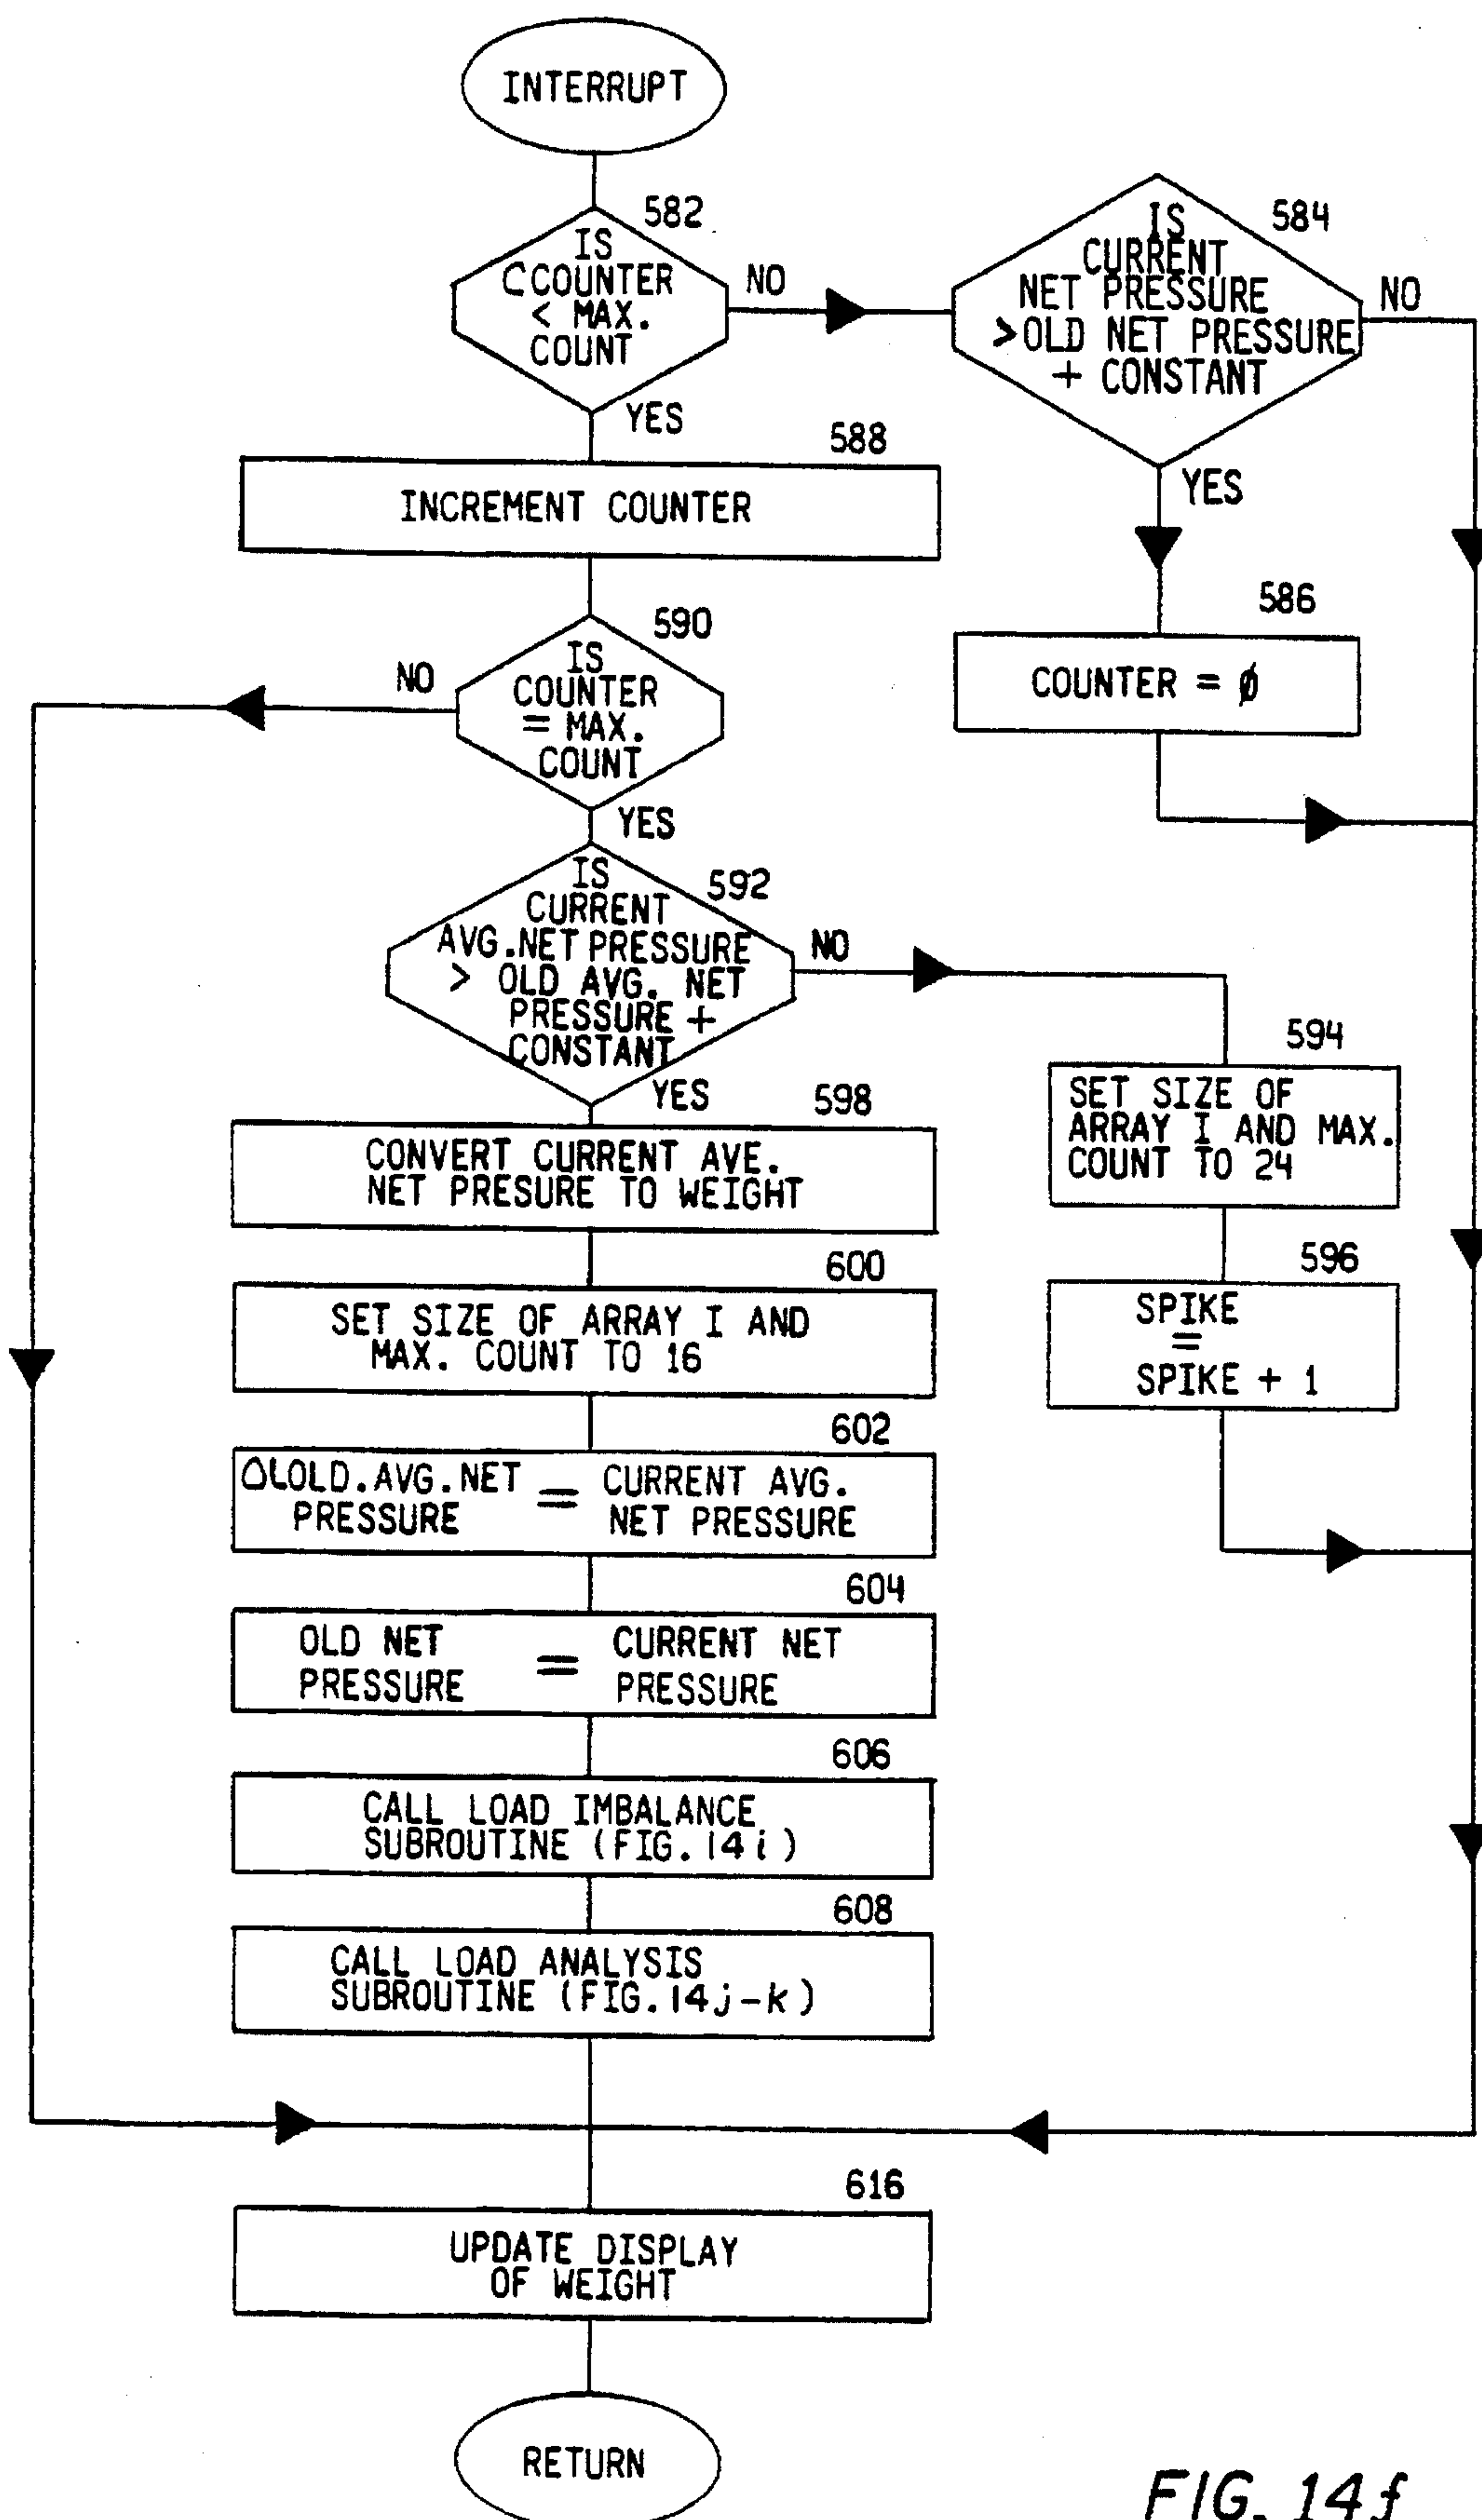 INTERRUPT
582
IS
CCOUNTER
< MAX.
COUNT
NO
YES
584
IS
CURRENT
NET PRESSURE
>OLD NET PRESSURE
+ CONSTANT
NO
YES
588
INCREMENT COUNTER
586
COUNTER = ∅
590
IS
COUNTER
= MAX.
COUNT
NO
YES
592
IS
CURRENT
AVG.NET PRESSURE
> OLD AVG. NET
PRESSURE +
CONSTANT
NO
YES
594
SET SIZE OF
ARRAY I AND MAX.
COUNT TO 24
596
SPIKE
=
SPIKE + 1
598
CONVERT CURRENT AVE.
NET PRESURE TO WEIGHT
600
SET SIZE OF ARRAY I AND
MAX. COUNT TO 16
602
OLOLD.AVG.NET = CURRENT AVG.
PRESSURE NET PRESSURE
604
OLD NET = CURRENT NET
PRESSURE PRESSURE
606
CALL LOAD IMBALANCE
SUBROUTINE (FIG.14i)
608
CALL LOAD ANALYSIS
SUBROUTINE (FIG.14j-k)
616
UPDATE DISPLAY
OF WEIGHT
RETURN
FIG. 14f